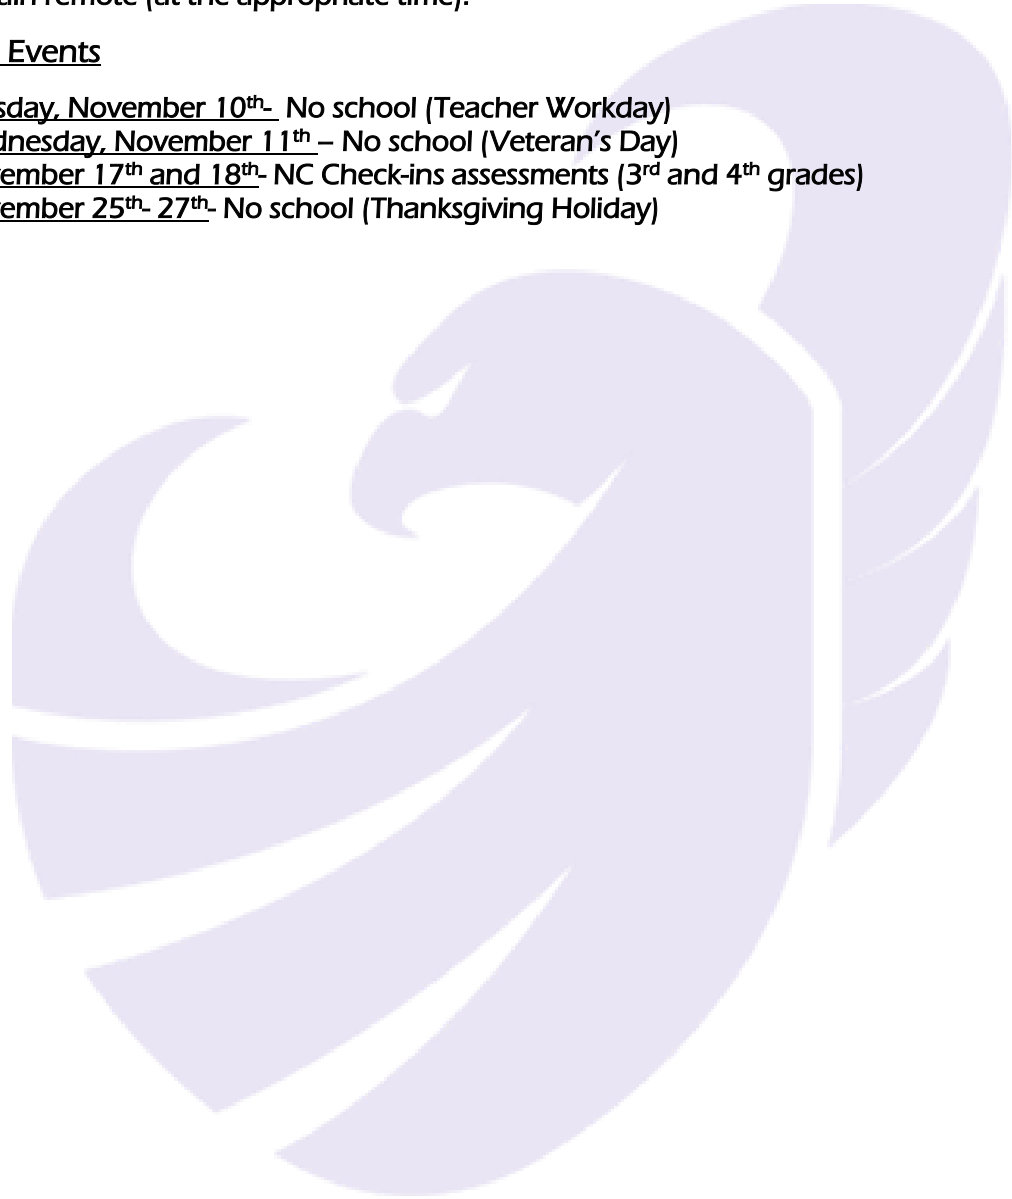 ain remote (at the appropriate time).
Events
sday, November 10th- No school (Teacher Workday)
dnesday, November 11th – No school (Veteran's Day)
ember 17th and 18th- NC Check-ins assessments (3rd and 4th grades)
ember 25th- 27th- No school (Thanksgiving Holiday)